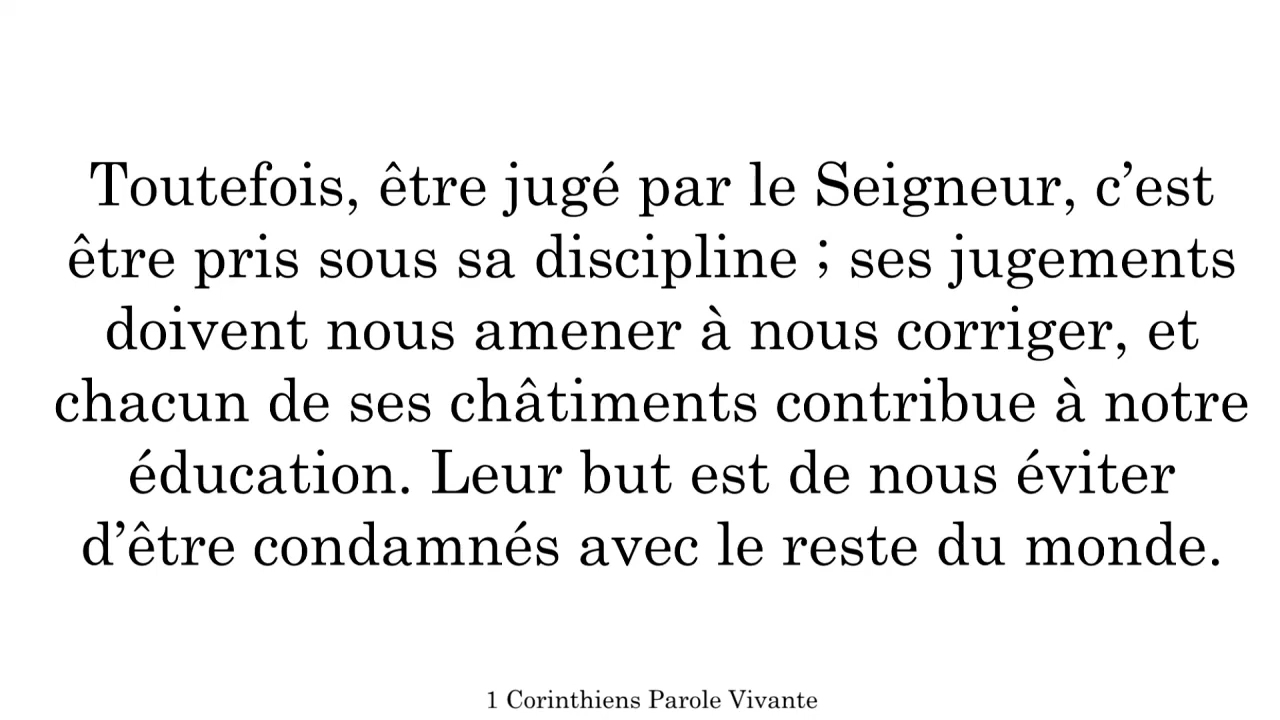 Toutefois, être jugé par le Seigneur, c’est
être pris sous sa discipline ; ses jugements
doivent nous amener à nous corriger, et
chacun de ses châtiments contribue à notre
éducation. Leur but est de nous éviter
d’être condamnés avec le reste du monde.
1 Corinthiens Parole Vivante